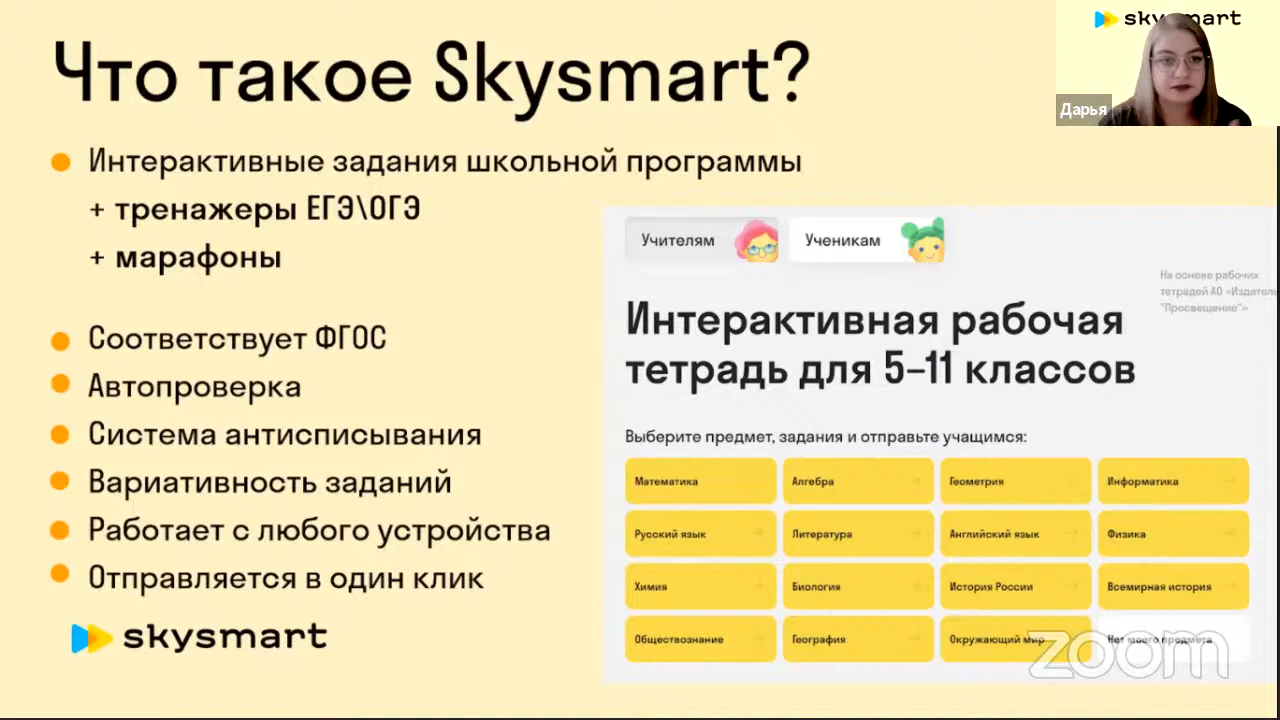 Что такое Skysmart?
skysmart
Дарья
Интерактивные задания школьной программы
+ тренажеры ЕГЭ\ОГЭ
+ марафоны
Соответствует ФГОС
Автопроверка
Система антисписывания
Вариативность заданий
Работает с любого устройства
Отправляется в один клик
skysmart
Учителям
Ученикам
На основе рабочих
тетрадей АО «Издатель
"Просвещение"»
Интерактивная рабочая
тетрадь для 5–11 классов
Выберите предмет, задания и отправьте учащимся:
Математика
Алгебра
Геометрия
Информатика
Русский язык
Литература
Английский язык
Физика
Химия
Биология
История России
Всемирная история
Обществознание
География
Окружающий мир
Нет моего предмета
zoom